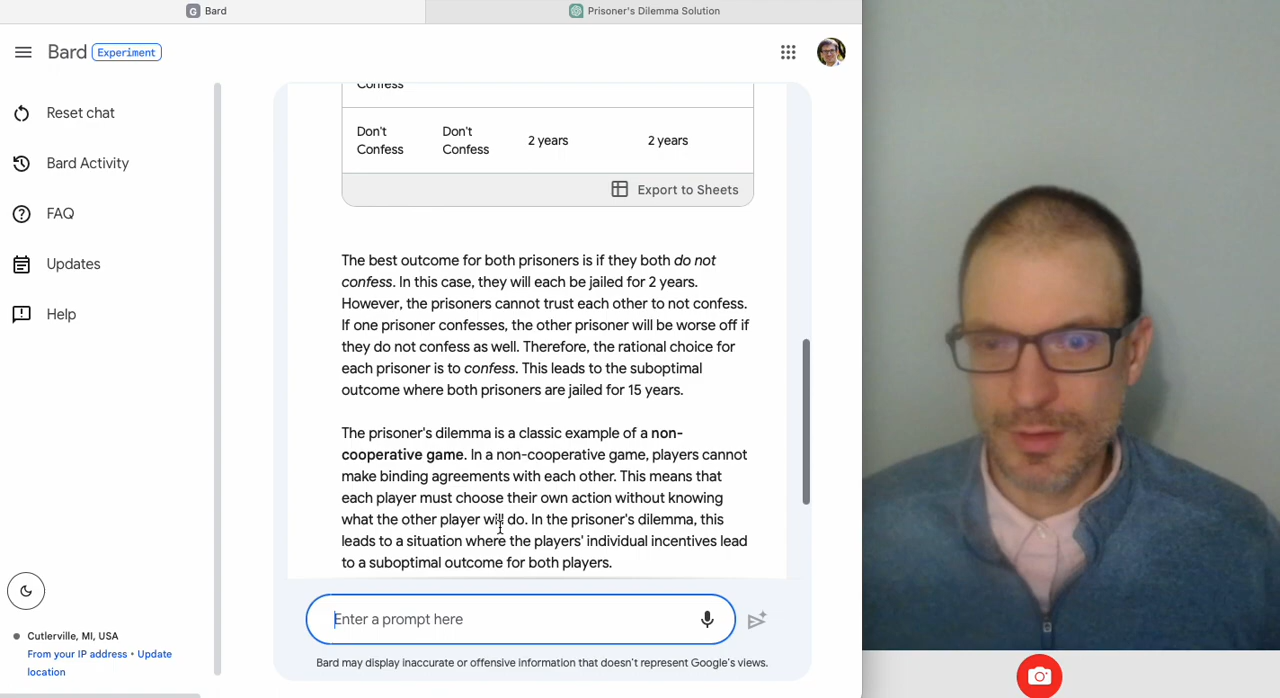 Bard
Prisoner's Dilemma Solution
Bard Experiment
Reset chat
Bard Activity
FAQ
Updates
Help
Cutlerville, MI, USA
From your IP address • Update
location
Confess
Don't Don't 2 years 2 years
Confess Confess
Export to Sheets
The best outcome for both prisoners is if they both do not
confess. In this case, they will each be jailed for 2 years.
However, the prisoners cannot trust each other to not confess.
If one prisoner confesses, the other prisoner will be worse off if
they do not confess as well. Therefore, the rational choice for
each prisoner is to confess. This leads to the suboptimal
outcome where both prisoners are jailed for 15 years.
The prisoner's dilemma is a classic example of a non-
cooperative game. In a non-cooperative game, players cannot
make binding agreements with each other. This means that
each player must choose their own action without knowing
what the other player will do. In the prisoner's dilemma, this
leads to a situation where the players' individual incentives lead
to a suboptimal outcome for both players.
Enter a prompt here
Bard may display inaccurate or offensive information that doesn't represent Google's views.